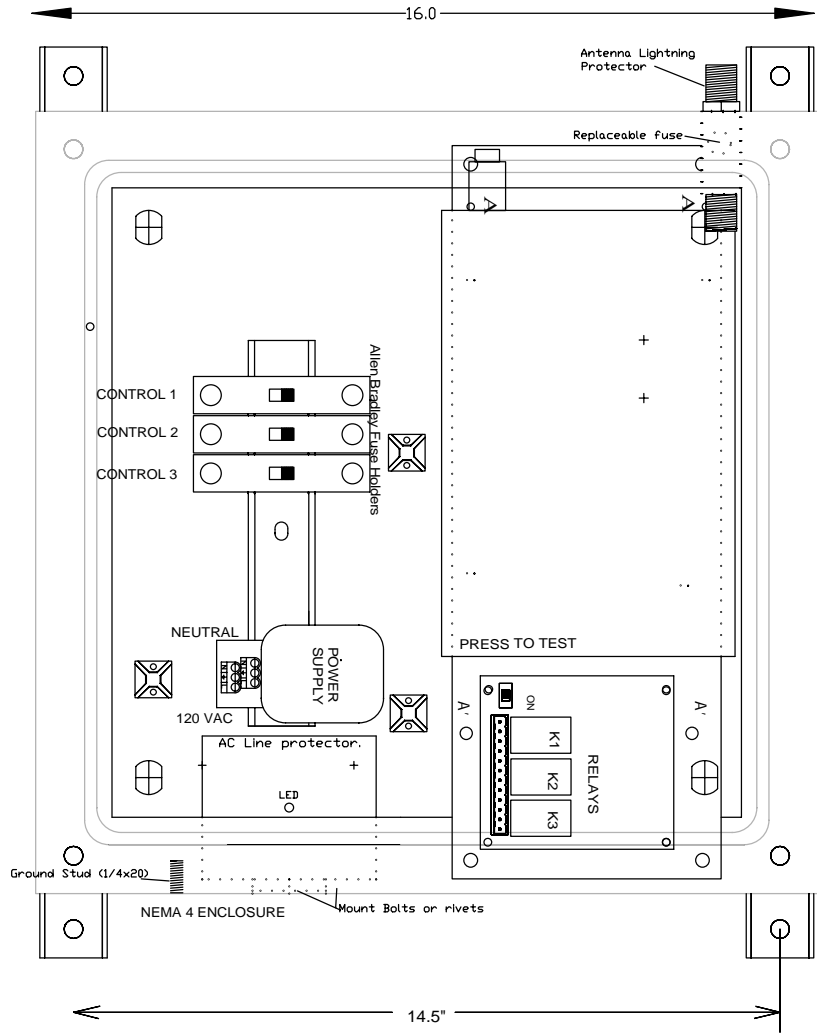 16.0
Antenna Lightning
Protector
Replaceable fuse
A
A
Allen Bradley Fuse Holders
CONTROL 1
CONTROL 2
CONTROL 3
NEUTRAL
POWER
SUPPLY
PRESS TO TEST
120 VAC
AC Line protector.
LED
A'
ON
A'
K1
K2
K3
RELAYS
Ground Stud (1/4x20)
NEMA 4 ENCLOSURE
Mount Bolts or rivets
14.5"